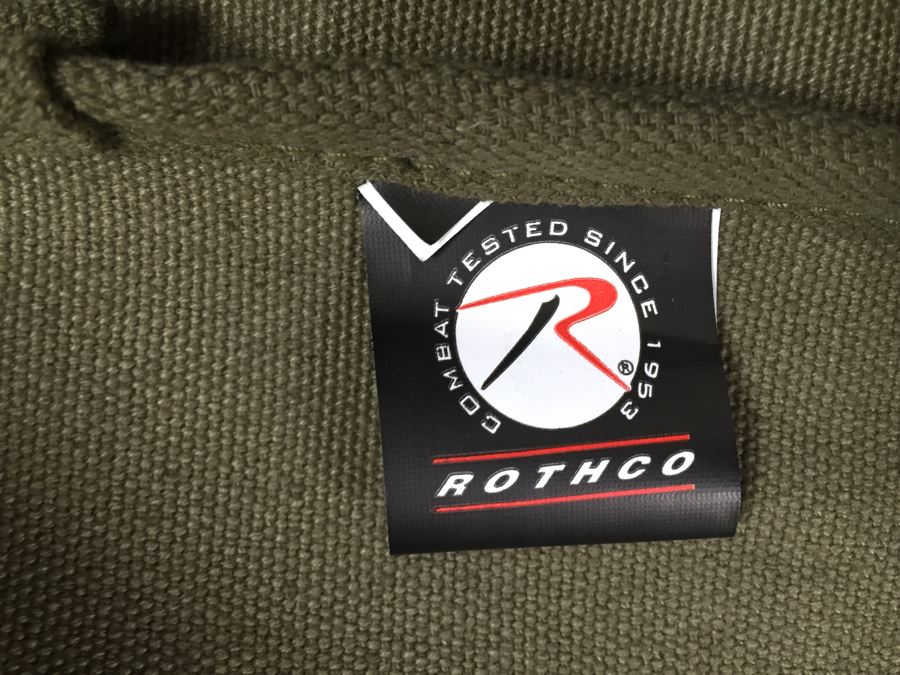 COMBAT TESTED SINCE 1953
R®
ROTHCO